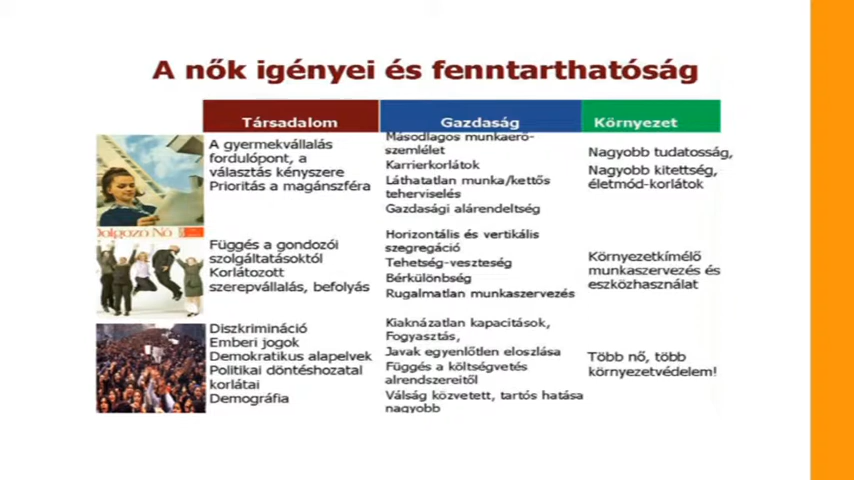 A nők igényei és fenntarthatóság
Társadalom
Gazdaság
Környezet
A gyermekvállalás
fordulópont, a
választás kényszere
Prioritás a magánszféra
Másodlagos munkaerő-
szemlélet
Karrierkorlátok
Láthatatlan munka/kettős
teherviselés
Gazdasági alárendeltség
Nagyobb tudatosság,
Nagyobb kitettség,
életmód-korlátok
Dolgozó Nő
Függés a gondozói
szolgáltatásoktól
Korlátozott
szerepvállalás, befolyás
Horizontális és vertikális
szegregáció
Tehetség-veszteség
Bérkülönbség
Rugalmatlan munkaszervezés
Környezetkímélő
munkaszervezés és
eszközhasználat
Diszkrimináció
Emberi jogok
Demokratikus alapelvek
Politikai döntéshozatal
korlátai
Demográfia
Kiaknázatlan kapacitások,
Fogyasztás,
Javak egyenlőtlen eloszlása
Függés a költségvetés
alrendszereitől
Válság közvetett, tartós hatása
nagyobb
Több nő, több
környezetvédelem!